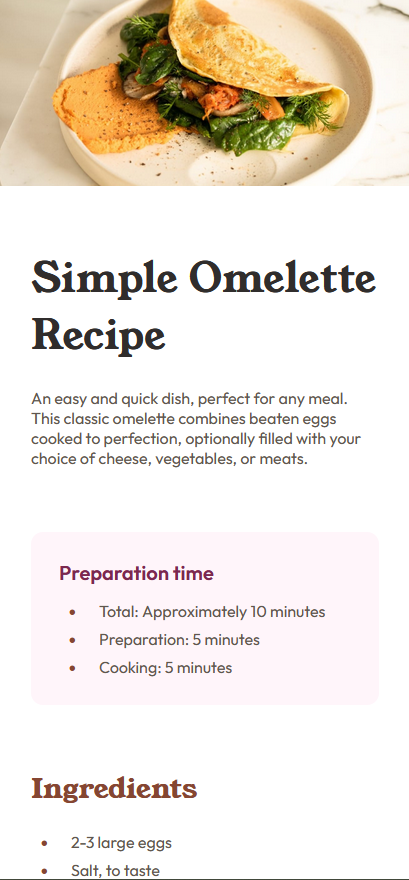 Simple Omelette
Recipe
An easy and quick dish, perfect for any meal.
This classic omelette combines beaten eggs
cooked to perfection, optionally filled with your
choice of cheese, vegetables, or meats.
Preparation time
Total: Approximately 10 minutes
Preparation: 5 minutes
Cooking: 5 minutes
Ingredients
2-3 large eggs
Salt, to taste